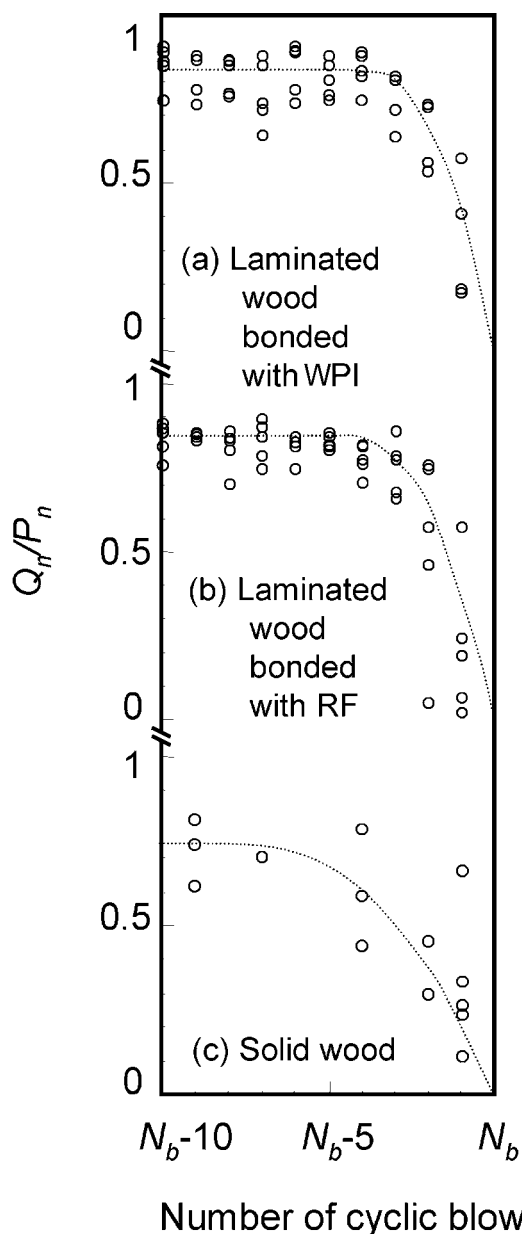 1
0.5
(a) Laminated
wood
bonded
with WPI
0
1
Qn/Pn
0.5
(b) Laminated
wood
bonded
with RF
0
1
0.5
(c) Solid wood
0
Nb-10 Nb-5 Nb
Number of cyclic blow